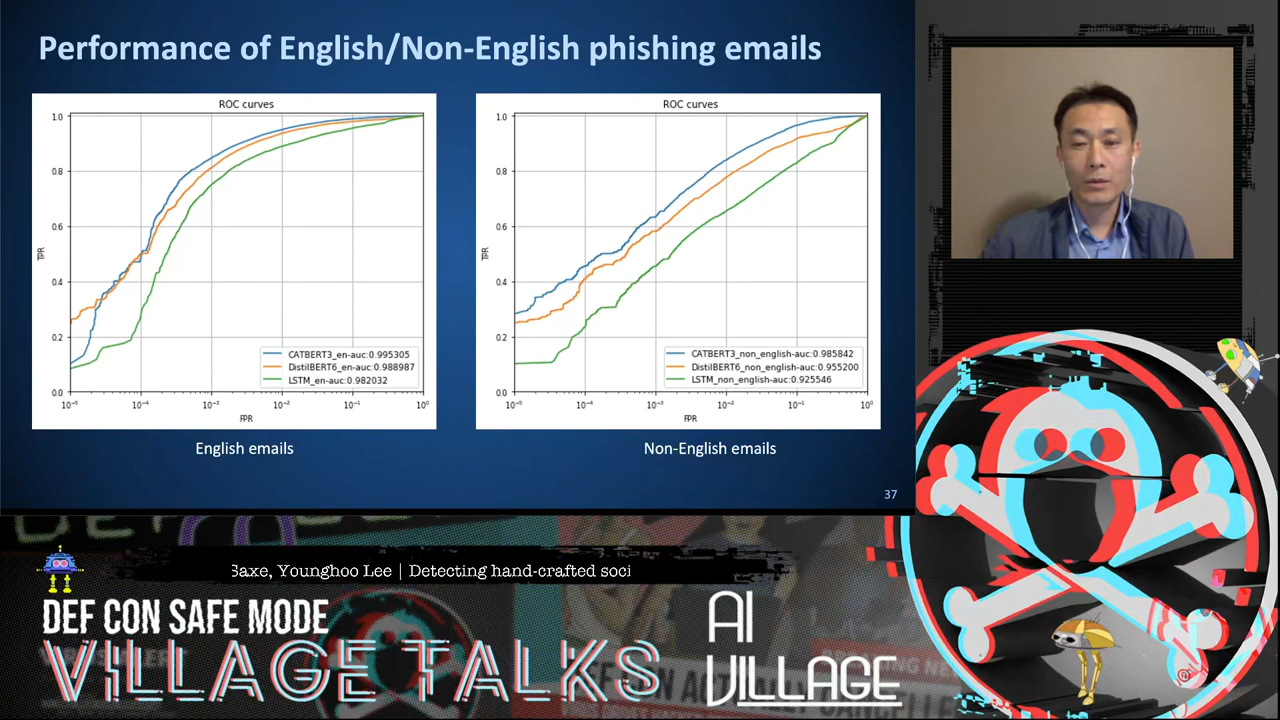 Performance of English/Non-English phishing emails
ROC curves
1.0
0.8
0.6
0.4
0.2
0.0
TPR
10⁻⁵
10⁻⁴
10⁻³
10⁻²
10⁻¹
10⁰
FPR
CATBERT3_en-auc:0.995305
DistilBERT6_en-auc:0.988987
LSTM_en-auc:0.982032
English emails
ROC curves
1.0
0.8
0.6
0.4
0.2
0.0
TPR
10⁻⁵
10⁻⁴
10⁻³
10⁻²
10⁻¹
10⁰
FPR
CATBERT3_non_english-auc:0.985842
DistilBERT6_non_english-auc:0.955200
LSTM_non_english-auc:0.925546
Non-English emails
37
Saxe, Younghoo Lee | Detecting hand-crafted soci
DEF CON SAFE MODE
VILLAGE TALKS
AI
VILLAGE
®